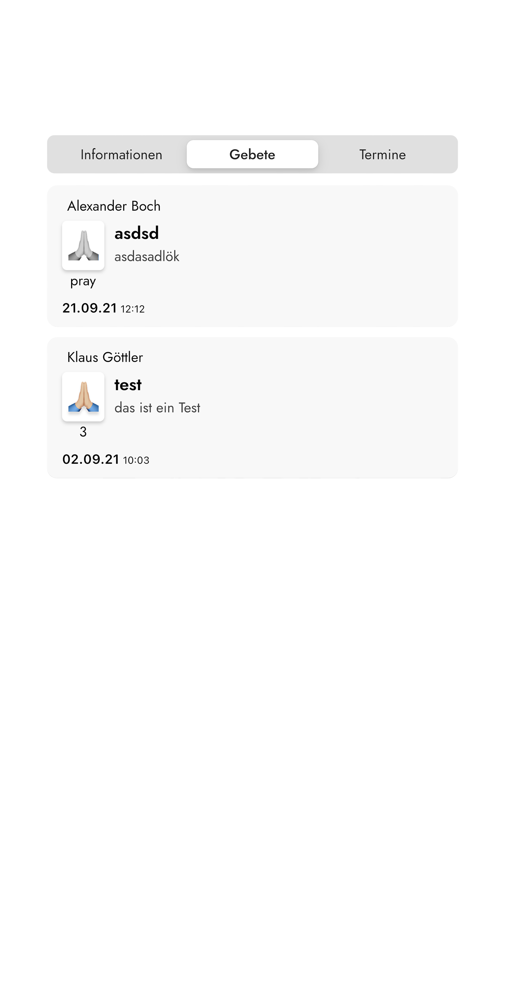 Informationen Gebete Termine
Alexander Boch
asdsd
asdasadlök
pray
21.09.21 12:12
Klaus Göttler
test
das ist ein Test
3
02.09.21 10:03